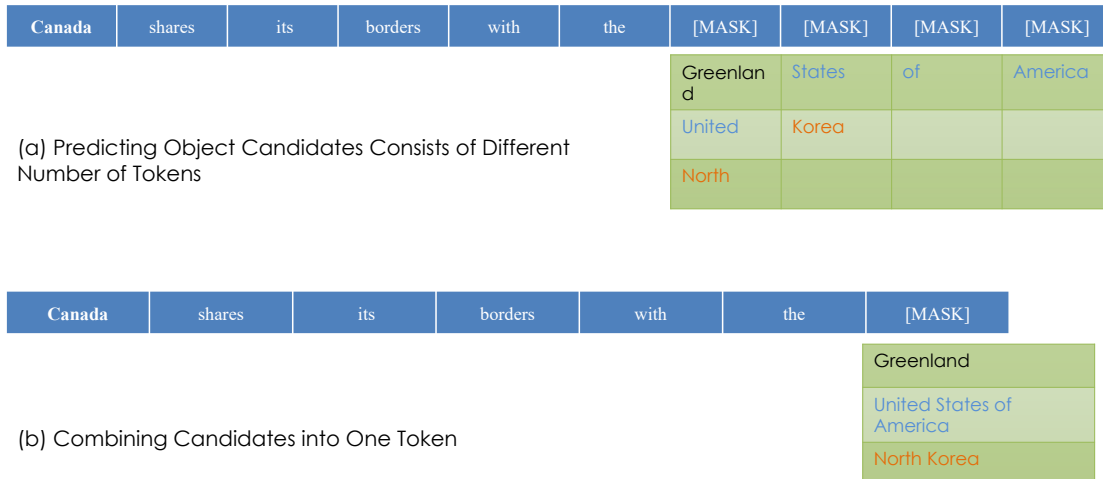 Canada shares its borders with the [MASK] [MASK] [MASK] [MASK]
Greenlan States of America
d
United Korea
(a) Predicting Object Candidates Consists of Different
Number of Tokens
North
Canada shares its borders with the [MASK]
Greenland
United States of
America
(b) Combining Candidates into One Token
North Korea